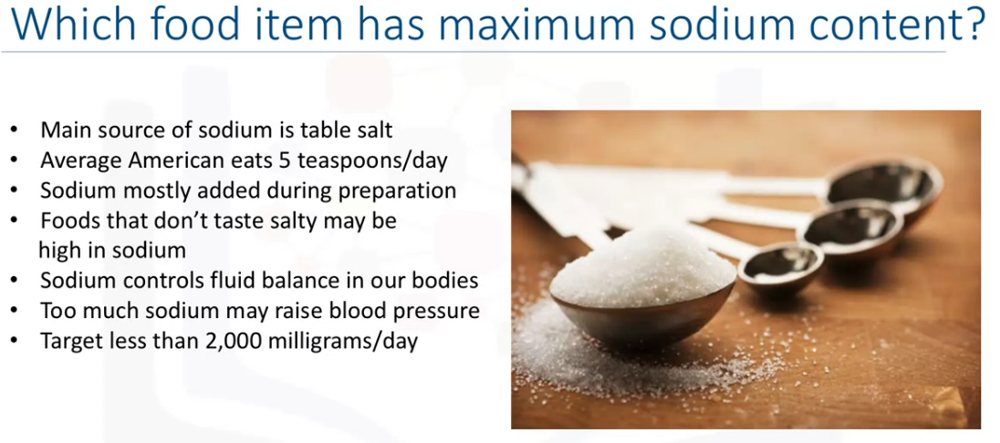 Which food item has maximum sodium content?
• Main source of sodium is table salt
• Average American eats 5 teaspoons/day
• Sodium mostly added during preparation
• Foods that don’t taste salty may be
high in sodium
• Sodium controls fluid balance in our bodies
• Too much sodium may raise blood pressure
• Target less than 2,000 milligrams/day